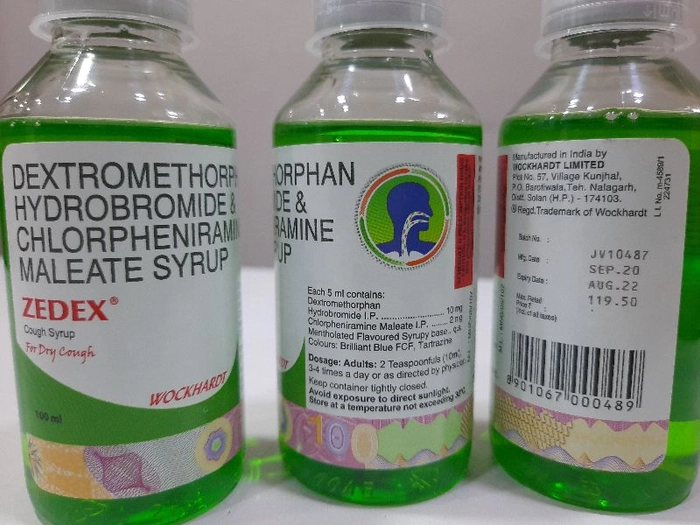 DEXTROMETHORP
HYDROBROMIDE &
CHLORPHENIRAMIN
MALEATE SYRUP
ZEDEX®
Cough Syrup
For Dry Cough
WOCKHARDT
100 ml
HORPHAN
IDE &
IRAMINE
UP
Each 5 ml contains:
Dextromethorphan
Hydrobromide I.P. .................. 10 mg
Chlorpheniramine Maleate I.P. ..... 2 mg
Mentholated Flavoured Syrupy base.. q.s.
Colours: Brilliant Blue FCF, Tartrazine
Dosage: Adults: 2 Teaspoonfuls (10ml,
3-4 times a day or as directed by physician
Keep container tightly closed.
Avoid exposure to direct sunlight.
Store at a temperature not exceeding 30°C
100
Manufactured in India by
WOCKHARDT LIMITED
Plot No. 57, Village Kunjhal,
P.O. Barotiwala, Teh. Nalagarh,
Distt. Solan (H.P.) - 174103.
® Regd. Trademark of Wockhardt
Batch No. : JV10487
Mfg. Date : SEP.20
Expiry Date : AUG.22
Max. Retail
Price ₹ : 119.50
(Incl. of all taxes)
8901067000489